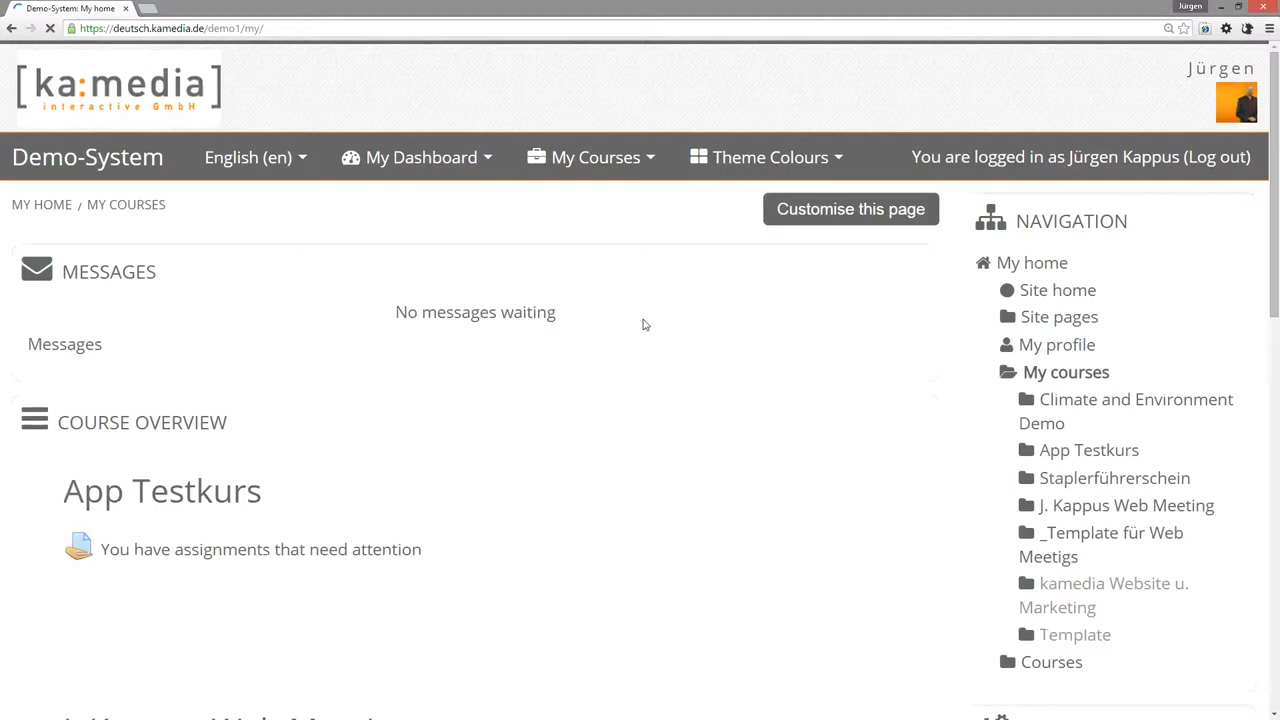 Demo-System: My home
Jürgen
https://deutsch.kamedia.de/demo1/my/
[ka:media]
interactive GmbH
Jürgen
Demo-System English (en) My Dashboard My Courses Theme Colours You are logged in as Jürgen Kappus (Log out)
MY HOME / MY COURSES
Customise this page
MESSAGES
No messages waiting
Messages
COURSE OVERVIEW
App Testkurs
You have assignments that need attention
NAVIGATION
My home
Site home
Site pages
My profile
My courses
Climate and Environment
Demo
App Testkurs
Staplerführerschein
J. Kappus Web Meeting
_Template für Web
Meetigs
kamedia Website u.
Marketing
Template
Courses